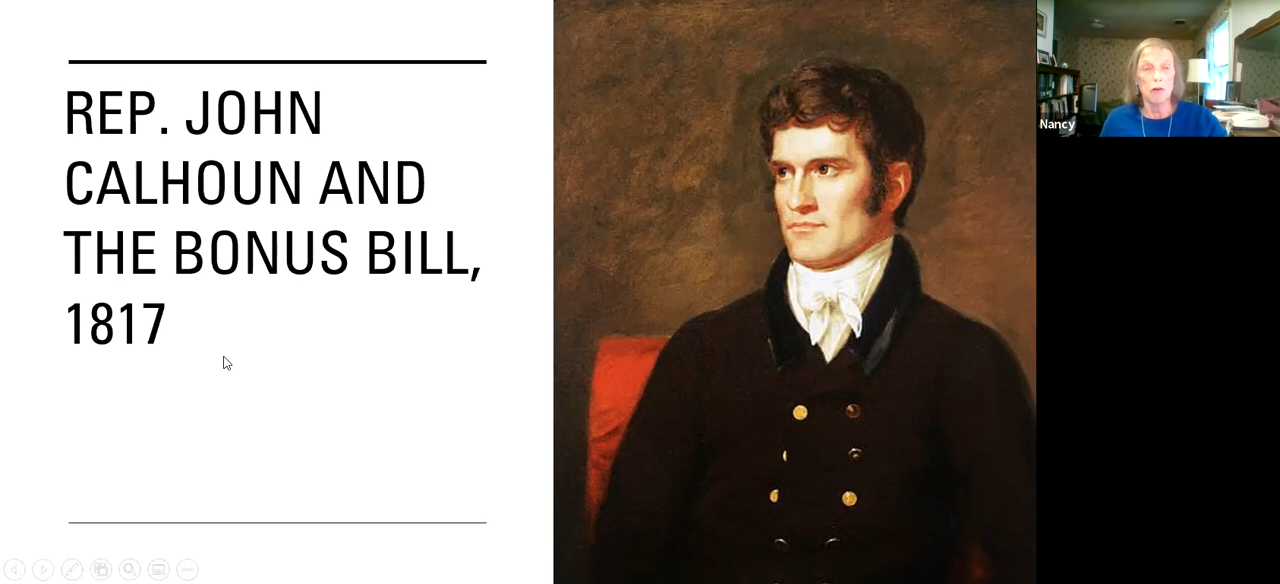 REP. JOHN
CALHOUN AND
THE BONUS BILL,
1817
Nancy